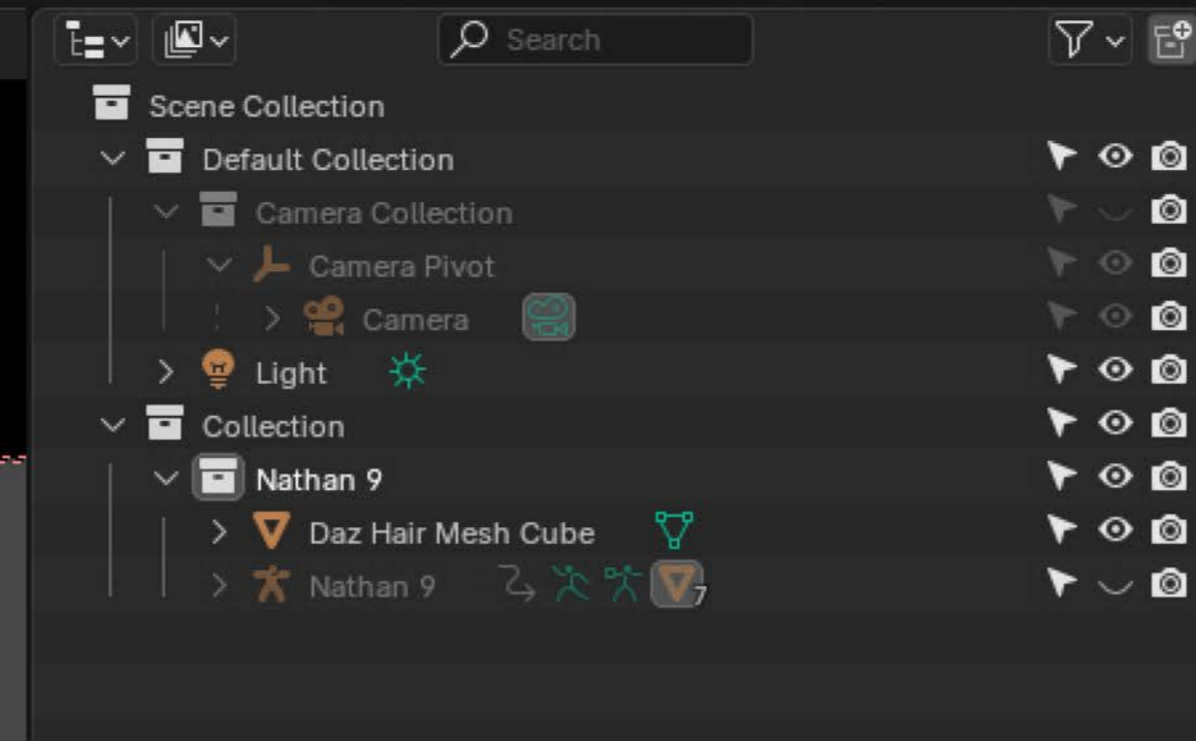 Search
Scene Collection
Default Collection
Camera Collection
Camera Pivot
Camera
Light
Collection
Nathan 9
Daz Hair Mesh Cube
Nathan 9 7